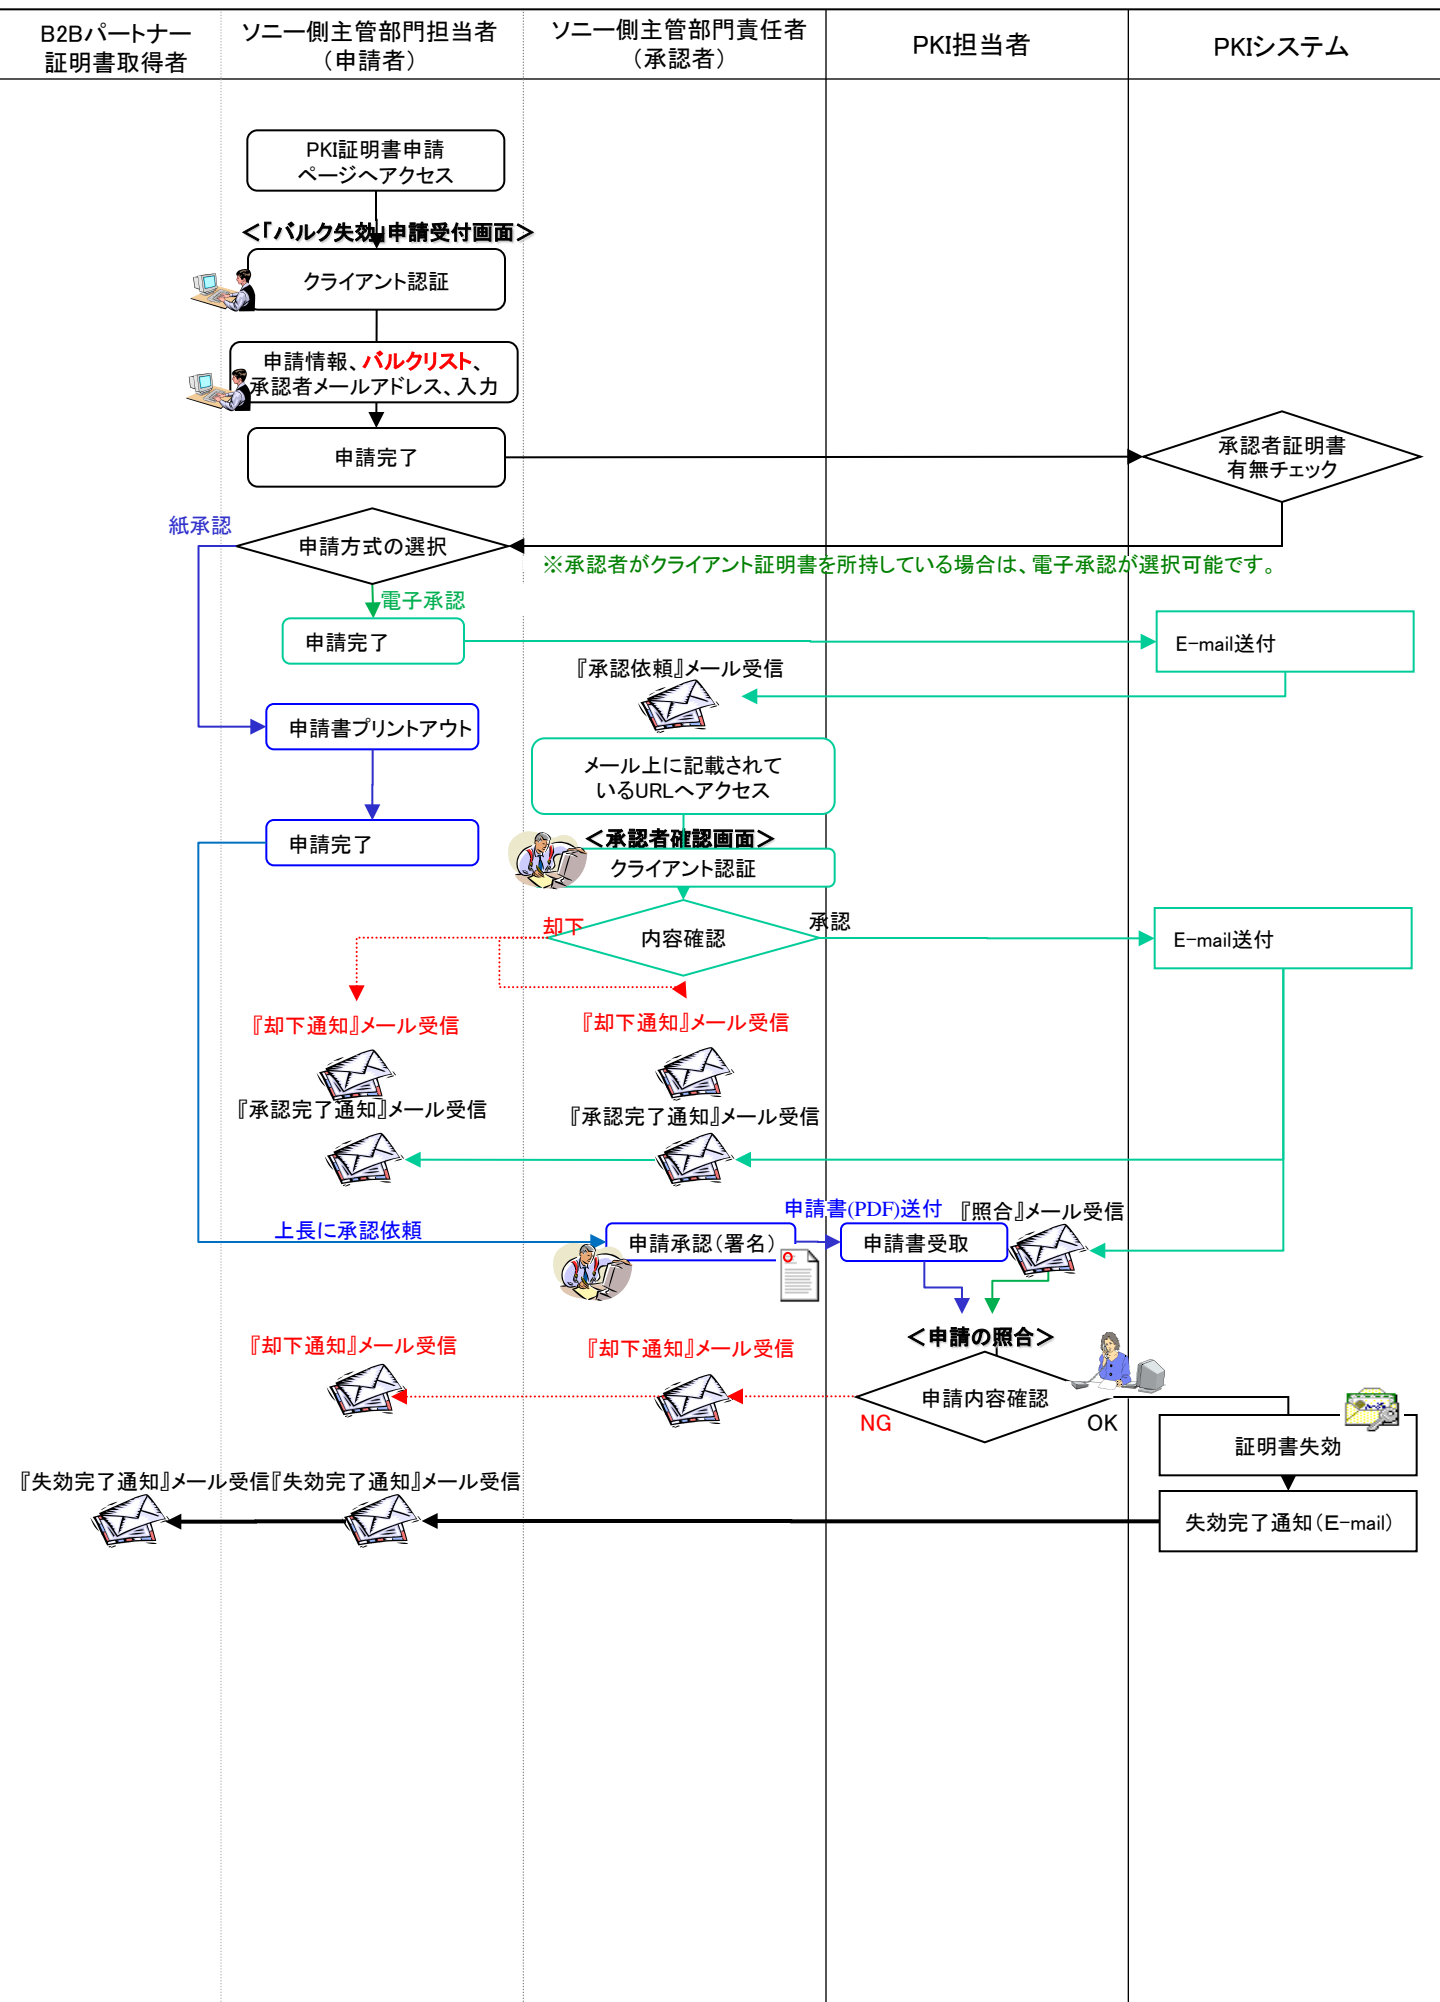 B2Bパートナー
証明書取得者
ソニー側主管部門担当者
（申請者）
ソニー側主管部門責任者
（承認者）
PKI担当者
PKIシステム
PKI証明書申請
ページへアクセス
＜「バルク失効」申請受付画面＞
クライアント認証
申請情報、バルクリスト、
承認者メールアドレス、入力
申請完了
承認者証明書
有無チェック
紙承認
申請方式の選択
※承認者がクライアント証明書を所持している場合は、電子承認が選択可能です。
電子承認
申請完了
E-mail送付
『承認依頼』メール受信
申請書プリントアウト
メール上に記載されて
いるURLへアクセス
申請完了
＜承認者確認画面＞
クライアント認証
却下
内容確認
承認
E-mail送付
『却下通知』メール受信
『却下通知』メール受信
『承認完了通知』メール受信
『承認完了通知』メール受信
上長に承認依頼
申請承認（署名）
申請書(PDF)送付
申請書受取
『照合』メール受信
＜申請の照合＞
『却下通知』メール受信
『却下通知』メール受信
申請内容確認
NG
OK
証明書失効
『失効完了通知』メール受信
『失効完了通知』メール受信
失効完了通知（E-mail）